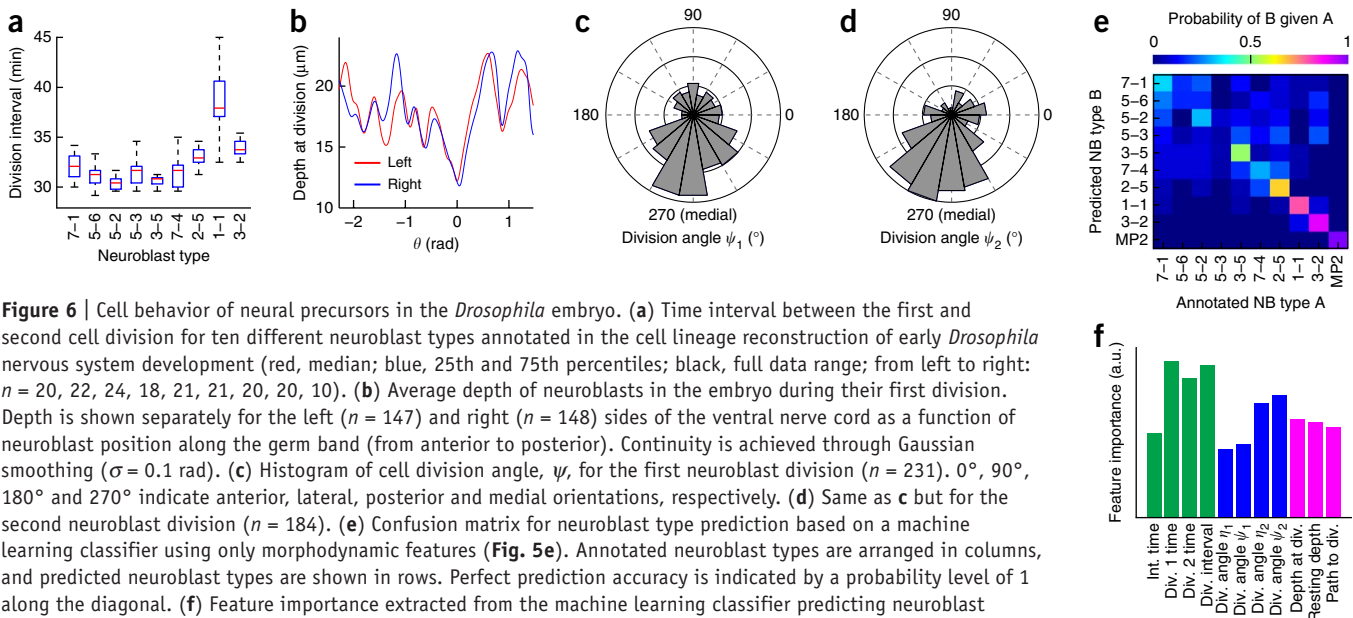 a
Division interval (min)
45
40
35
30
7–1
5–6
5–2
5–3
3–5
7–4
2–5
1–1
3–2
Neuroblast type
b
Depth at division (μm)
20
15
10
Left
Right
–2
–1
0
1
θ (rad)
c
90
180
0
270 (medial)
Division angle ψ1 (°)
d
90
180
0
270 (medial)
Division angle ψ2 (°)
e
Probability of B given A
0
0.5
1
Predicted NB type B
7–1
5–6
5–2
5–3
3–5
7–4
2–5
1–1
3–2
MP2
7–1
5–6
5–2
5–3
3–5
7–4
2–5
1–1
3–2
MP2
Annotated NB type A
Figure 6 | Cell behavior of neural precursors in the Drosophila embryo. (a) Time interval between the first and
second cell division for ten different neuroblast types annotated in the cell lineage reconstruction of early Drosophila
nervous system development (red, median; blue, 25th and 75th percentiles; black, full data range; from left to right:
n = 20, 22, 24, 18, 21, 21, 20, 20, 10). (b) Average depth of neuroblasts in the embryo during their first division.
Depth is shown separately for the left (n = 147) and right (n = 148) sides of the ventral nerve cord as a function of
neuroblast position along the germ band (from anterior to posterior). Continuity is achieved through Gaussian
smoothing (σ = 0.1 rad). (c) Histogram of cell division angle, ψ, for the first neuroblast division (n = 231). 0°, 90°,
180° and 270° indicate anterior, lateral, posterior and medial orientations, respectively. (d) Same as c but for the
second neuroblast division (n = 184). (e) Confusion matrix for neuroblast type prediction based on a machine
learning classifier using only morphodynamic features (Fig. 5e). Annotated neuroblast types are arranged in columns,
and predicted neuroblast types are shown in rows. Perfect prediction accuracy is indicated by a probability level of 1
along the diagonal. (f) Feature importance extracted from the machine learning classifier predicting neuroblast
f
Feature importance (a.u.)
Int. time
Div. 1 time
Div. 2 time
Div. interval
Div. angle η1
Div. angle ψ1
Div. angle η2
Div. angle ψ2
Depth at div.
Resting depth
Path to div.